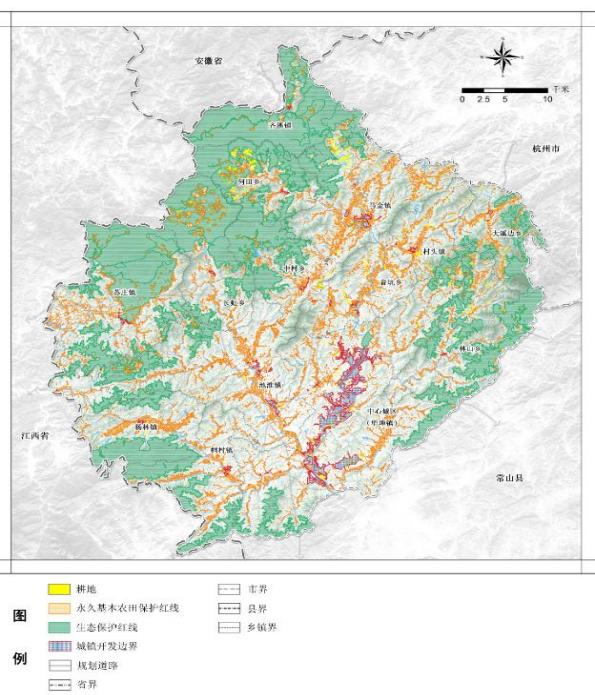 安徽省
千米
0 2.5 5 10
杭州市
齐溪镇
何田乡
马金镇
大溪边乡
村头镇
中村乡
音坑乡
苏庄镇
长虹乡
林山乡
池淮镇
中心城区
(华埠镇)
杨林镇
江西省
桐村镇
常山县
图例
耕地
永久基本农田保护红线
生态保护红线
城镇开发边界
规划道路
省界
市界
县界
乡镇界